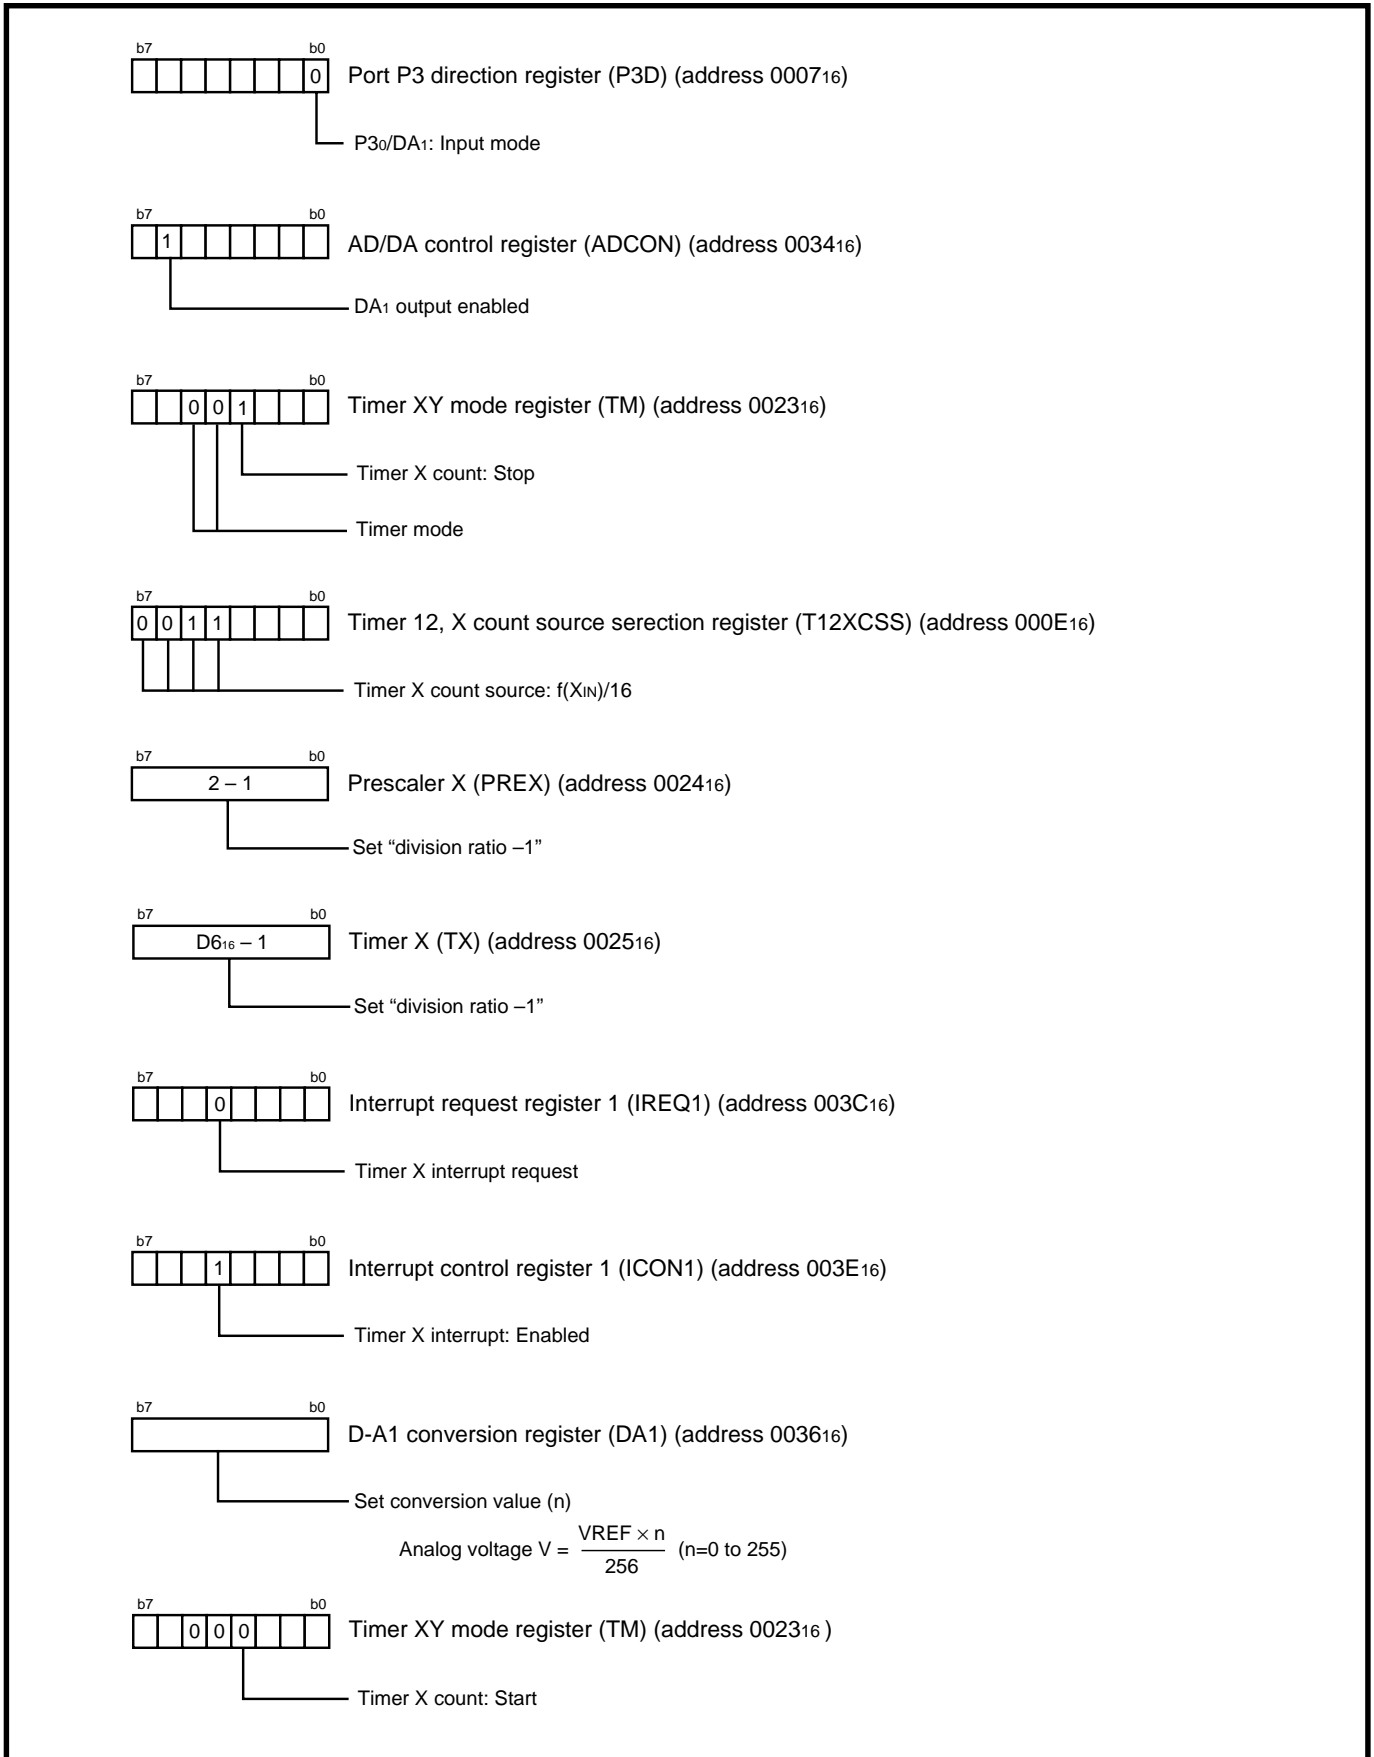 b7 b0
0
Port P3 direction register (P3D) (address 000716)
P30/DA1: Input mode
b7 b0
1
AD/DA control register (ADCON) (address 003416)
DA1 output enabled
b7 b0
0 0 1
Timer XY mode register (TM) (address 002316)
Timer X count: Stop
Timer mode
b7 b0
0 0 1 1
Timer 12, X count source serection register (T12XCSS) (address 000E16)
Timer X count source: f(XIN)/16
b7 b0
2 – 1
Prescaler X (PREX) (address 002416)
Set “division ratio –1”
b7 b0
D616 – 1
Timer X (TX) (address 002516)
Set “division ratio –1”
b7 b0
0
Interrupt request register 1 (IREQ1) (address 003C16)
Timer X interrupt request
b7 b0
1
Interrupt control register 1 (ICON1) (address 003E16)
Timer X interrupt: Enabled
b7 b0
D-A1 conversion register (DA1) (address 003616)
Set conversion value (n)
VREF × n
Analog voltage V = (n=0 to 255)
256
b7 b0
0 0 0
Timer XY mode register (TM) (address 002316 )
Timer X count: Start